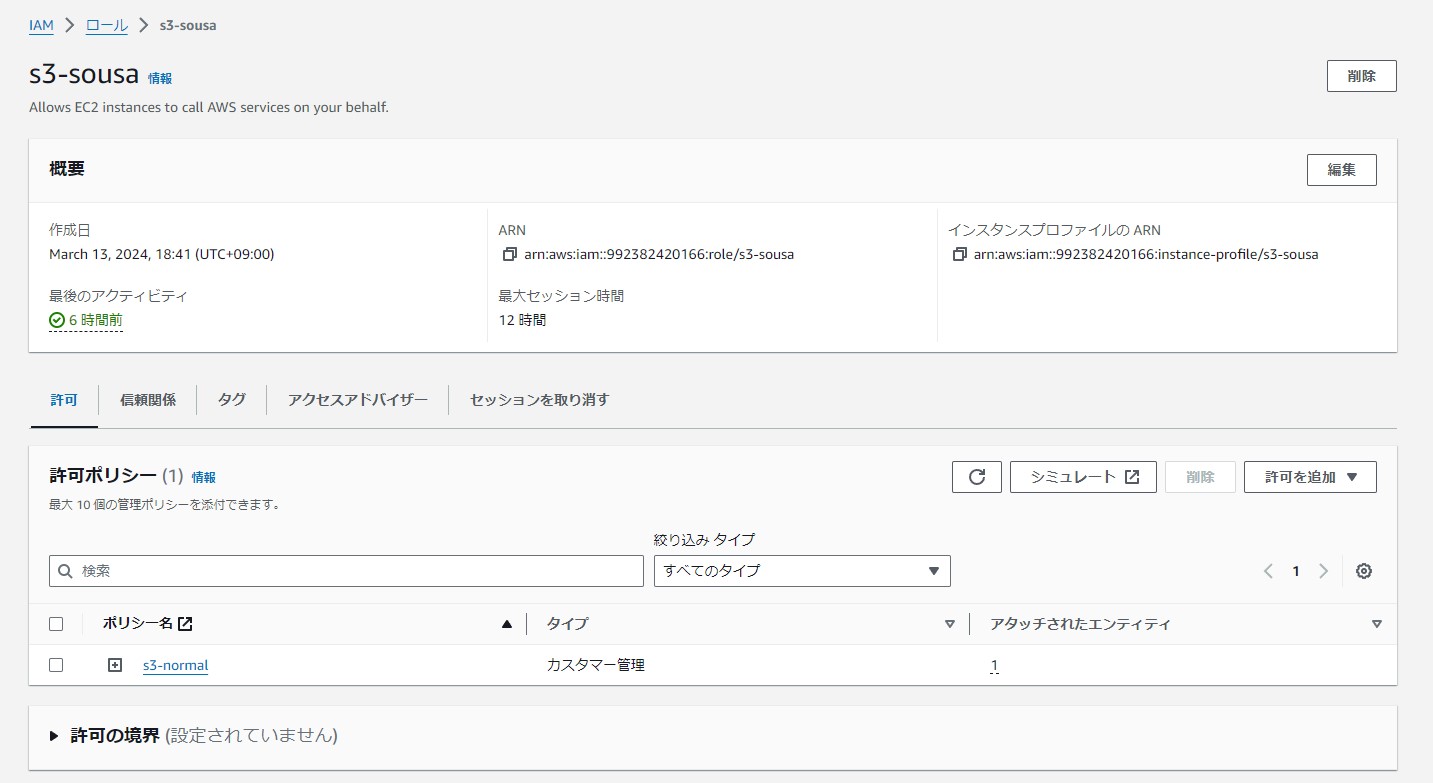 IAM > ロール > s3-sousa
s3-sousa 情報
削除
Allows EC2 instances to call AWS services on your behalf.
概要
編集
作成日
March 13, 2024, 18:41 (UTC+09:00)
ARN
arn:aws:iam::992382420166:role/s3-sousa
インスタンスプロファイルの ARN
arn:aws:iam::992382420166:instance-profile/s3-sousa
最後のアクティビティ
6 時間前
最大セッション時間
12 時間
許可 信頼関係 タグ アクセスアドバイザー セッションを取り消す
許可ポリシー (1) 情報
シミュレート 削除 許可を追加
最大 10 個の管理ポリシーを添付できます。
絞り込み タイプ
検索 すべてのタイプ 1
ポリシー名 タイプ アタッチされたエンティティ
s3-normal カスタマー管理 1
許可の境界 (設定されていません)